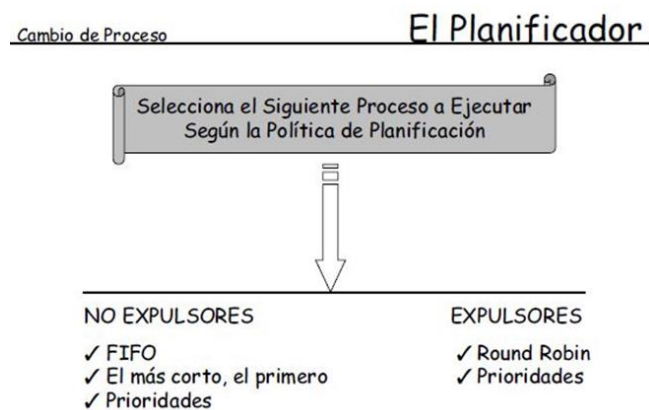 Cambio de Proceso
El Planificador
Selecciona el Siguiente Proceso a Ejecutar
Según la Política de Planificación
NO EXPULSORES
✓ FIFO
✓ El más corto, el primero
✓ Prioridades
EXPULSORES
✓ Round Robin
✓ Prioridades